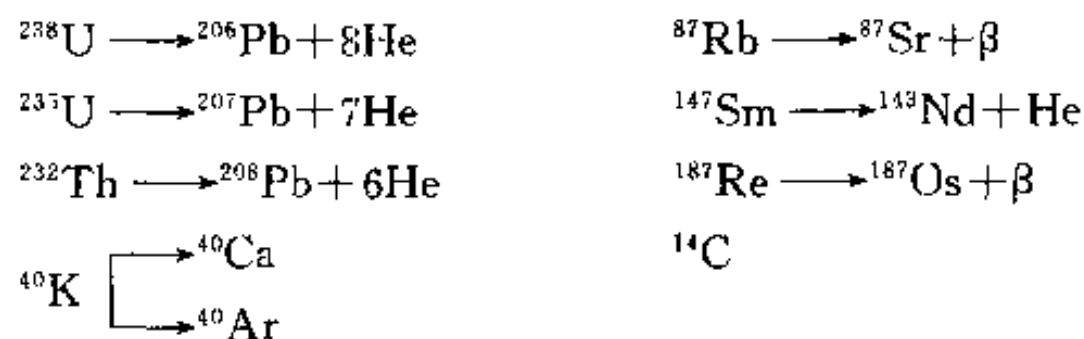 ²³⁸U → ²⁰⁶Pb + 8He
²³⁵U → ²⁰⁷Pb + 7He
²³²Th → ²⁰⁸Pb + 6He
⁴⁰K → ⁴⁰Ca
→ ⁴⁰Ar
⁸⁷Rb → ⁸⁷Sr + β
¹⁴⁷Sm → ¹⁴³Nd + He
¹⁸⁷Re → ¹⁸⁷Os + β
¹⁴C